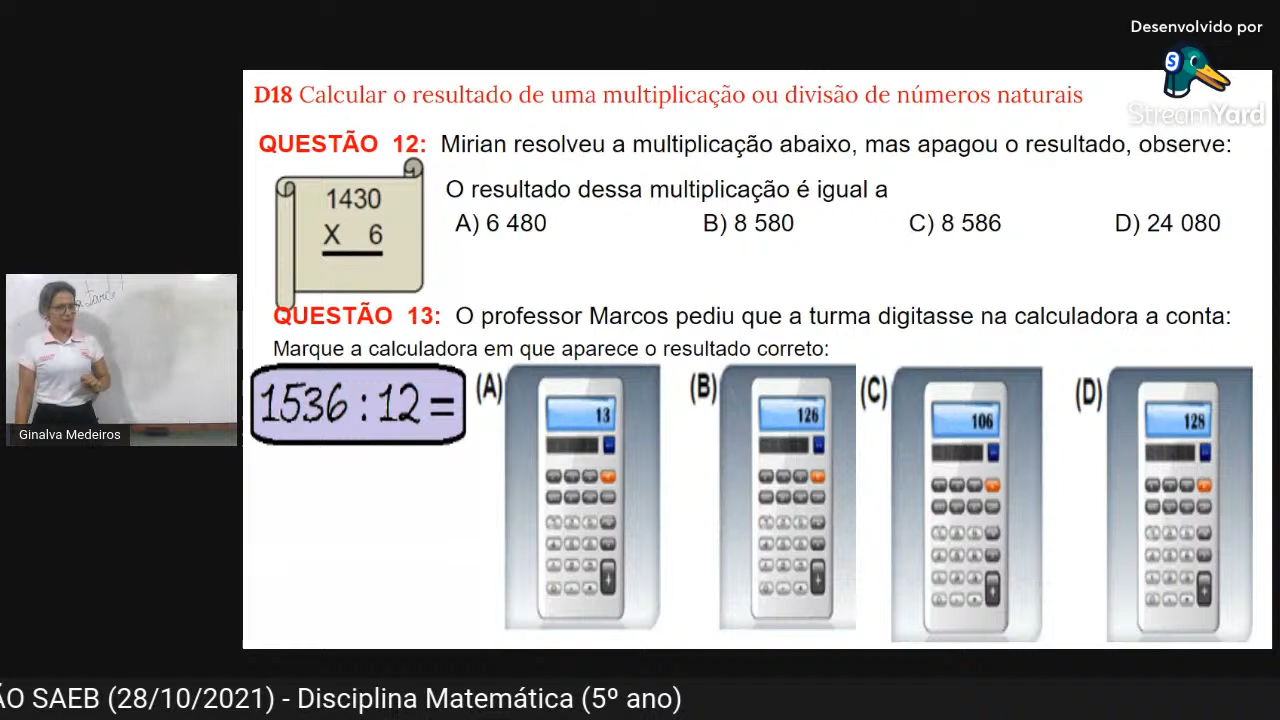 Desenvolvido por
StreamYard
D18 Calcular o resultado de uma multiplicação ou divisão de números naturais
QUESTÃO 12: Mirian resolveu a multiplicação abaixo, mas apagou o resultado, observe:
1430
X 6
O resultado dessa multiplicação é igual a
A) 6 480 B) 8 580 C) 8 586 D) 24 080
QUESTÃO 13: O professor Marcos pediu que a turma digitasse na calculadora a conta:
Marque a calculadora em que aparece o resultado correto:
1536 : 12 =
(A) 13
(B) 126
(C) 106
(D) 128
Ginalva Medeiros
ÃO SAEB (28/10/2021) - Disciplina Matemática (5º ano)